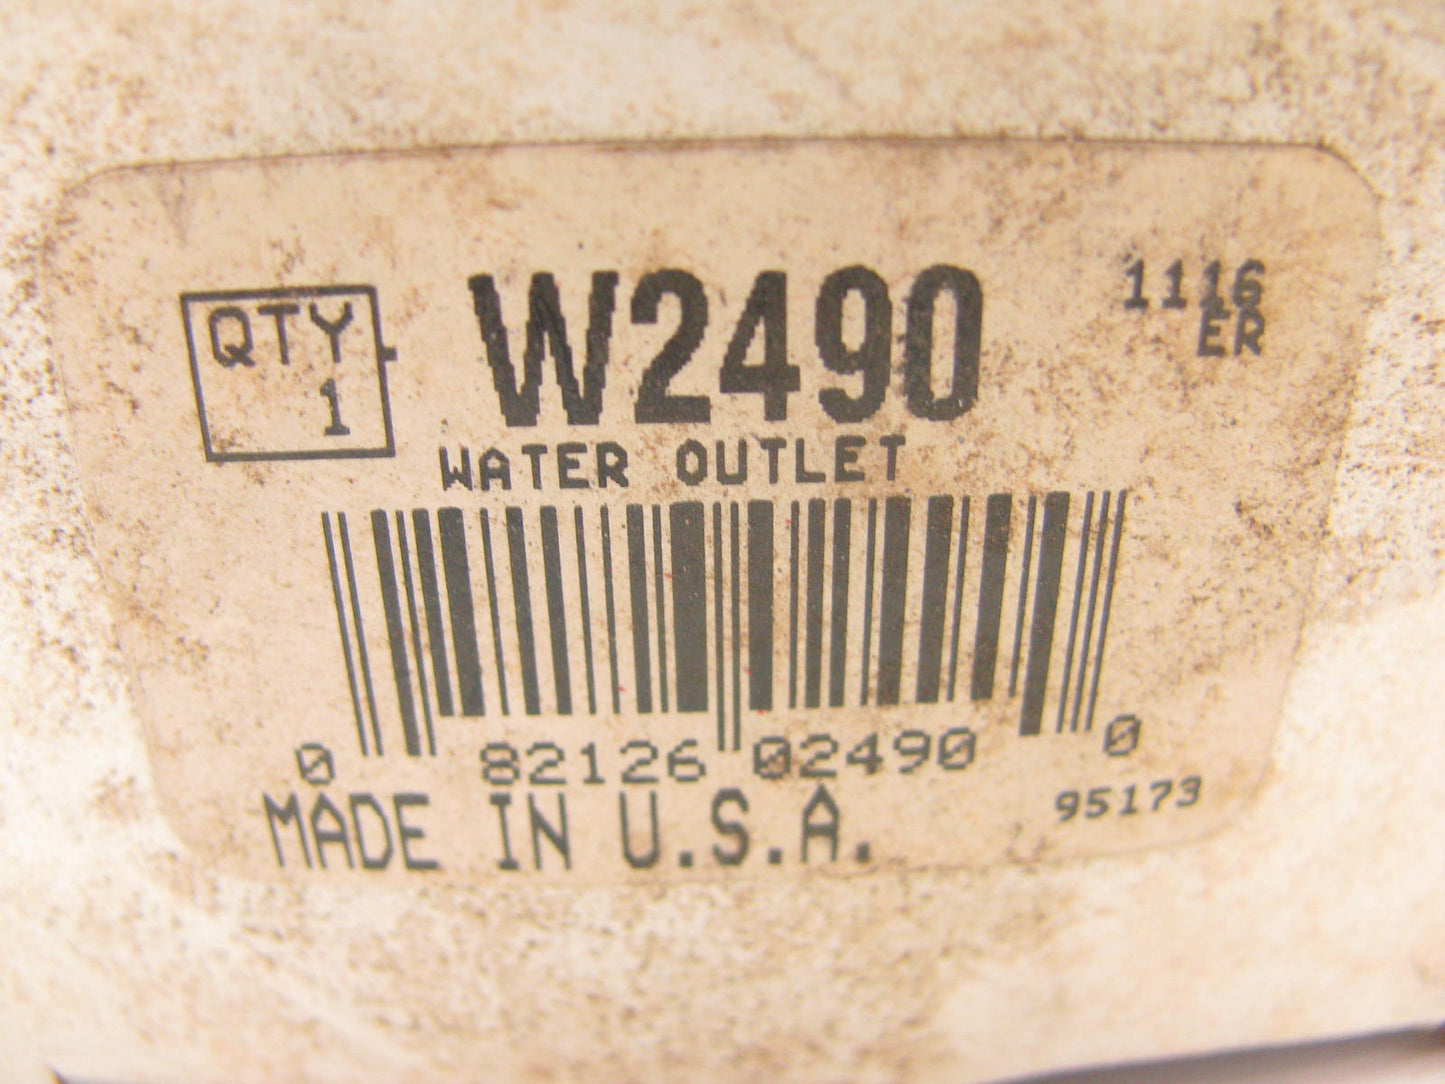 QTY
1
W2490
1116
ER
WATER OUTLET
0 82126 02490 0
MADE IN U.S.A.
95173